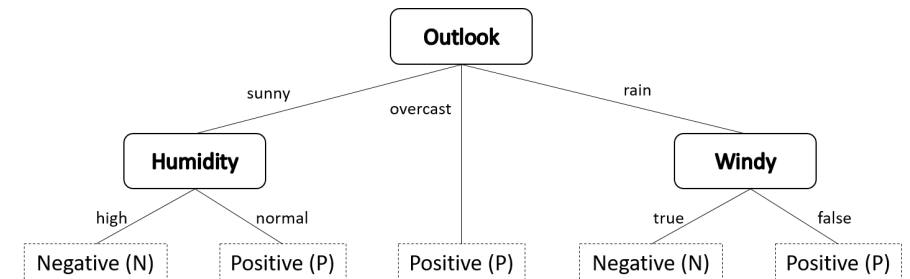 Outlook
sunny
overcast
rain
Humidity
Windy
high
normal
true
false
Negative (N)
Positive (P)
Positive (P)
Negative (N)
Positive (P)